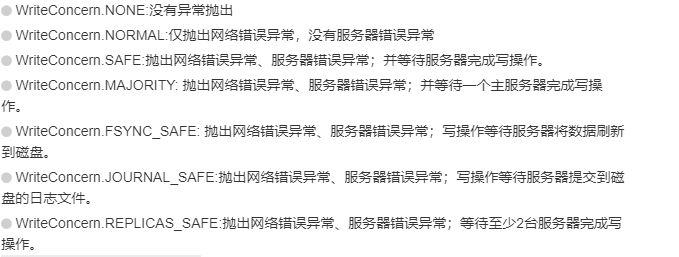 WriteConcern.NONE:没有异常抛出
WriteConcern.NORMAL:仅抛出网络错误异常，没有服务器错误异常
WriteConcern.SAFE:抛出网络错误异常、服务器错误异常；并等待服务器完成写操作。
WriteConcern.MAJORITY: 抛出网络错误异常、服务器错误异常；并等待一个主服务器完成写操
作。
WriteConcern.FSYNC_SAFE: 抛出网络错误异常、服务器错误异常；写操作等待服务器将数据刷新
到磁盘。
WriteConcern.JOURNAL_SAFE:抛出网络错误异常、服务器错误异常；写操作等待服务器提交到磁
盘的日志文件。
WriteConcern.REPLICAS_SAFE:抛出网络错误异常、服务器错误异常；等待至少2台服务器完成写
操作。